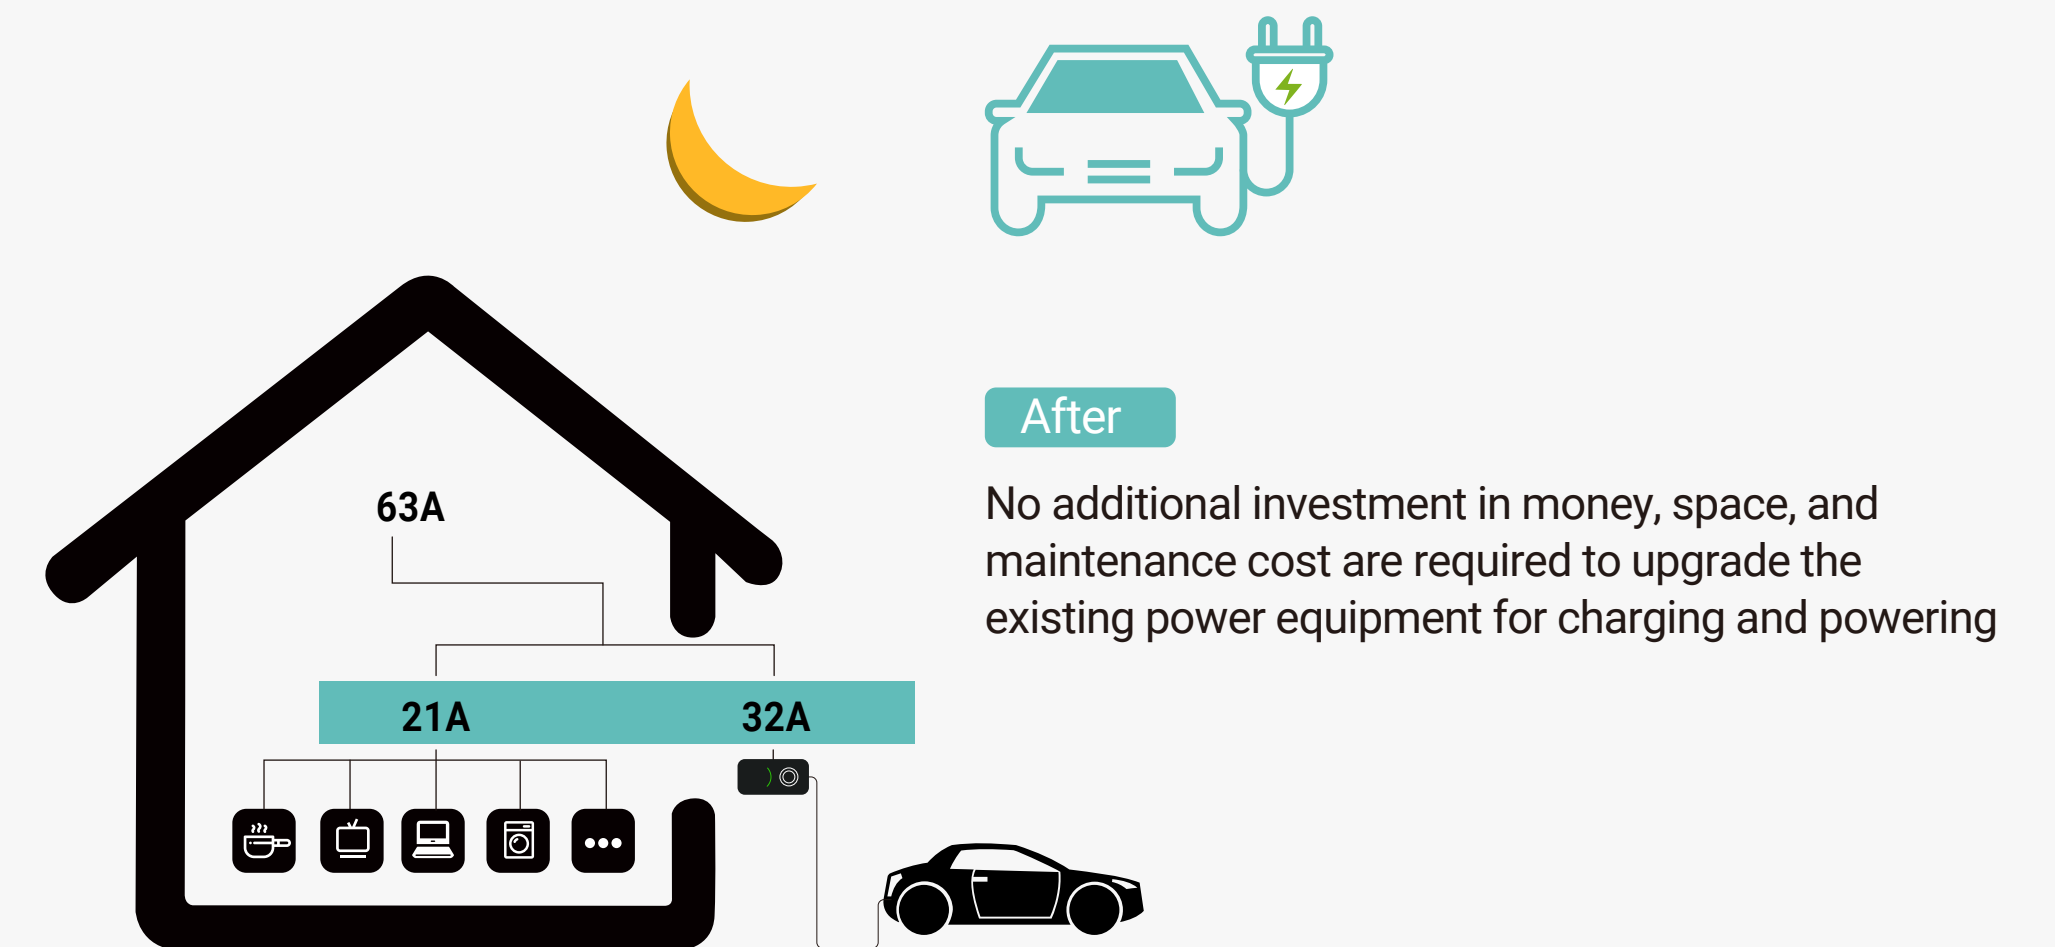 After
No additional investment in money, space, and
maintenance cost are required to upgrade the
existing power equipment for charging and powering
63A
21A 32A